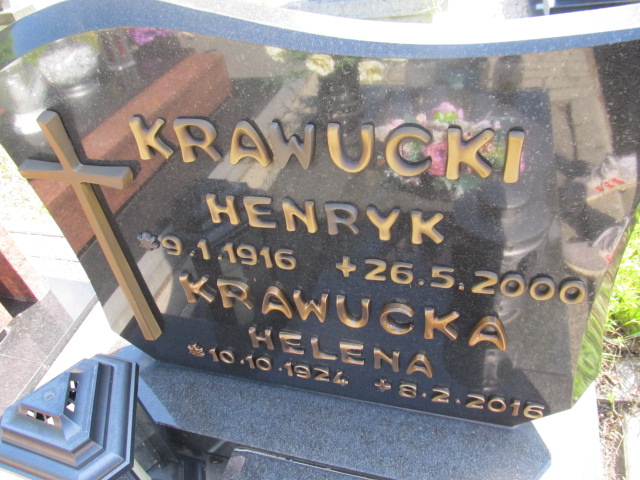 KRAWUCKI
HENRYK
*9.1.1916 +26.5.2000
KRAWUCKA
HELENA
*10.10.1924 +8.2.2016